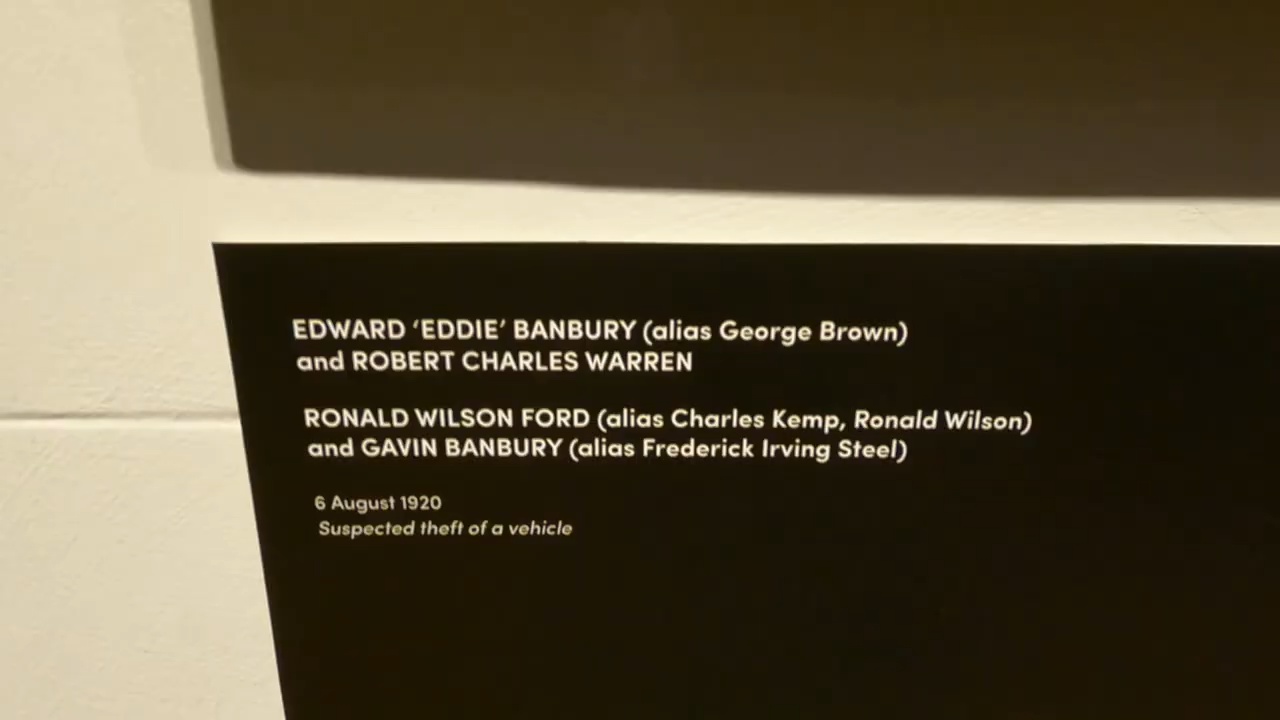 EDWARD ‘EDDIE’ BANBURY (alias George Brown)
and ROBERT CHARLES WARREN
RONALD WILSON FORD (alias Charles Kemp, Ronald Wilson)
and GAVIN BANBURY (alias Frederick Irving Steel)
6 August 1920
Suspected theft of a vehicle